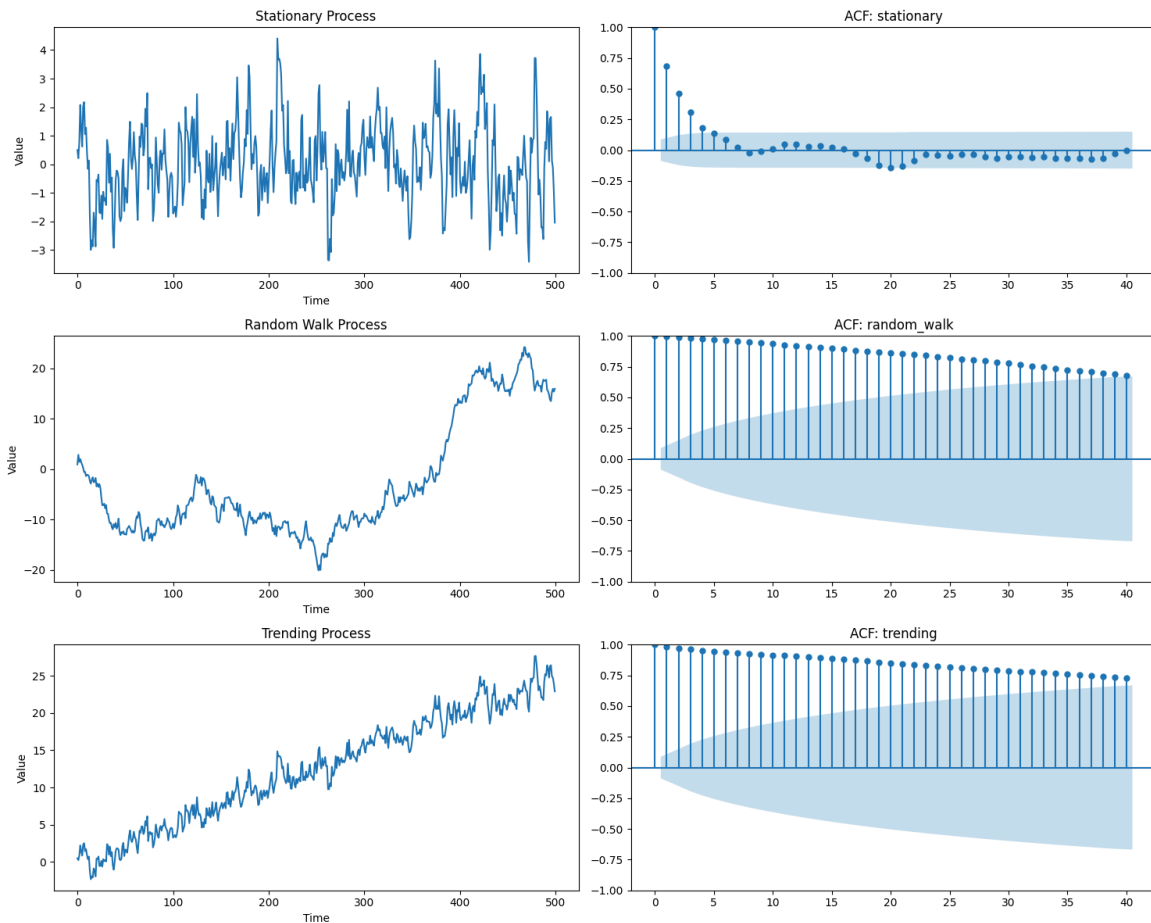 Stationary Process
Value
4
3
2
1
0
−1
−2
−3
0 100 200 300 400 500
Time
ACF: stationary
1.00
0.75
0.50
0.25
0.00
−0.25
−0.50
−0.75
−1.00
0 5 10 15 20 25 30 35 40
Random Walk Process
Value
20
10
0
−10
−20
0 100 200 300 400 500
Time
ACF: random_walk
1.00
0.75
0.50
0.25
0.00
−0.25
−0.50
−0.75
−1.00
0 5 10 15 20 25 30 35 40
Trending Process
Value
25
20
15
10
5
0
0 100 200 300 400 500
Time
ACF: trending
1.00
0.75
0.50
0.25
0.00
−0.25
−0.50
−0.75
−1.00
0 5 10 15 20 25 30 35 40